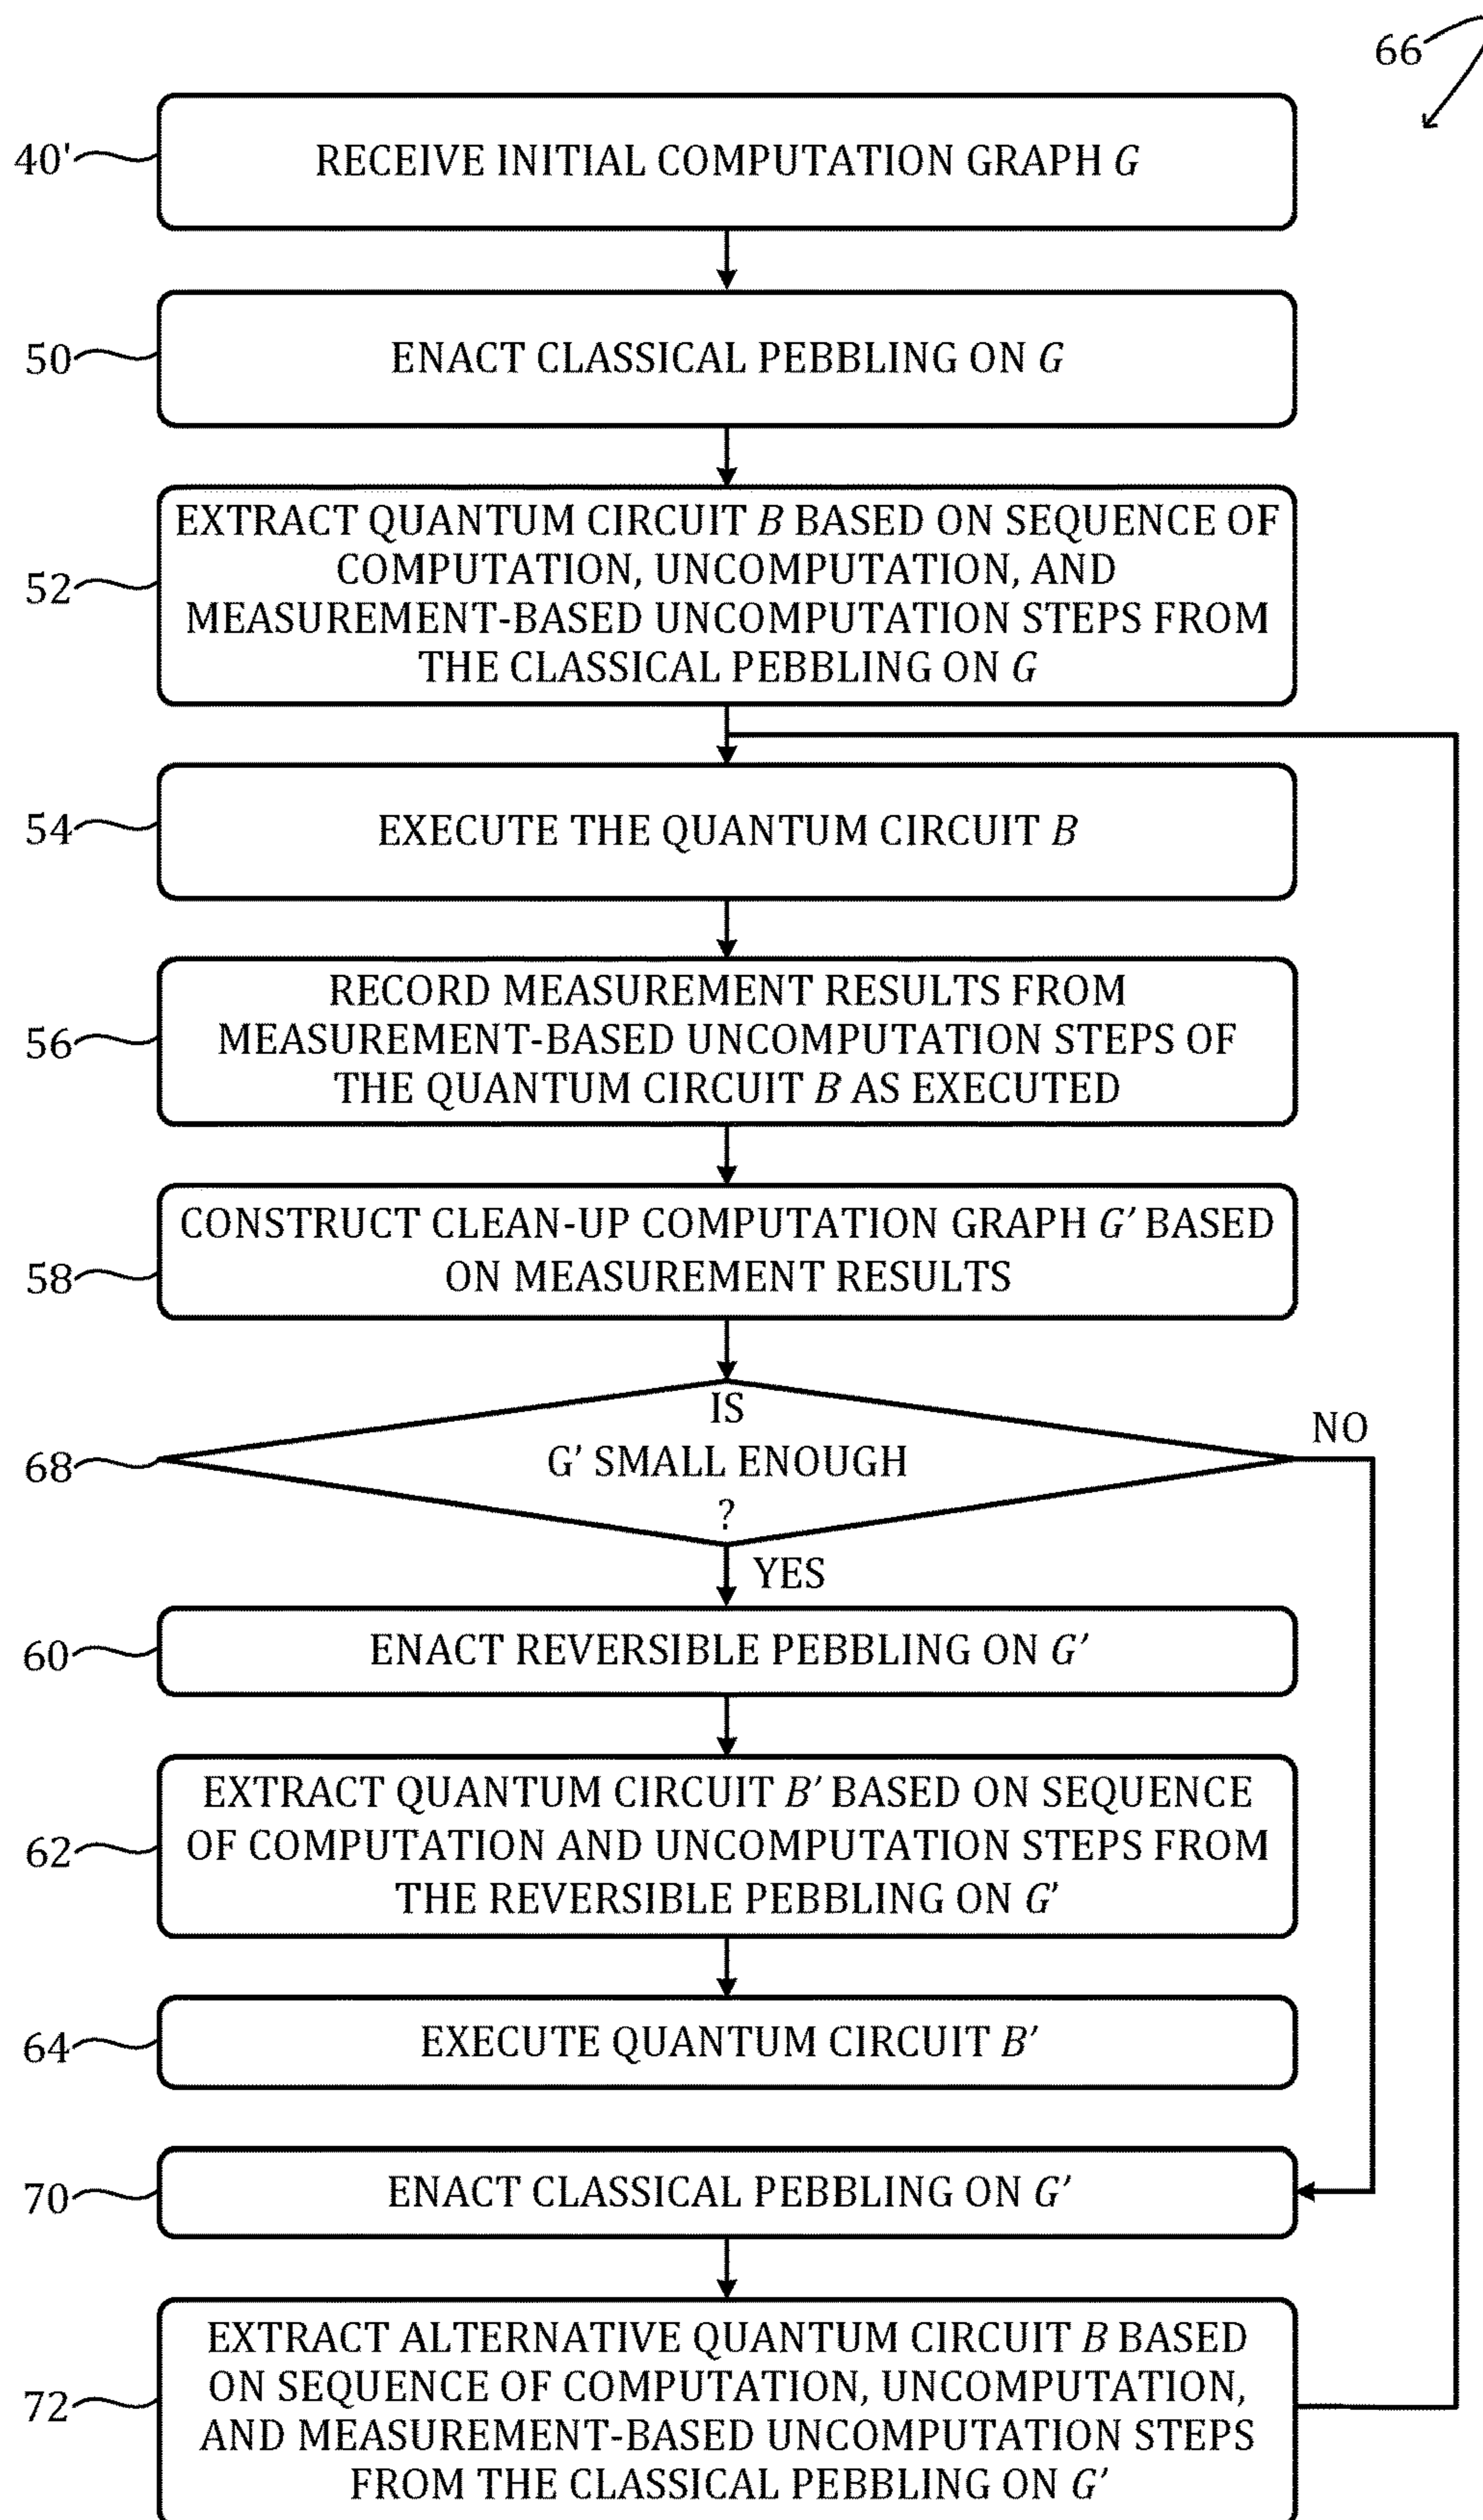 66
40'
RECEIVE INITIAL COMPUTATION GRAPH G
50
ENACT CLASSICAL PEBBLING ON G
52
EXTRACT QUANTUM CIRCUIT B BASED ON SEQUENCE OF
COMPUTATION, UNCOMPUTATION, AND
MEASUREMENT-BASED UNCOMPUTATION STEPS FROM
THE CLASSICAL PEBBLING ON G
54
EXECUTE THE QUANTUM CIRCUIT B
56
RECORD MEASUREMENT RESULTS FROM
MEASUREMENT-BASED UNCOMPUTATION STEPS OF
THE QUANTUM CIRCUIT B AS EXECUTED
58
CONSTRUCT CLEAN-UP COMPUTATION GRAPH G' BASED
ON MEASUREMENT RESULTS
68
IS
G' SMALL ENOUGH
?
NO
YES
60
ENACT REVERSIBLE PEBBLING ON G'
62
EXTRACT QUANTUM CIRCUIT B' BASED ON SEQUENCE
OF COMPUTATION AND UNCOMPUTATION STEPS FROM
THE REVERSIBLE PEBBLING ON G'
64
EXECUTE QUANTUM CIRCUIT B'
70
ENACT CLASSICAL PEBBLING ON G'
72
EXTRACT ALTERNATIVE QUANTUM CIRCUIT B BASED
ON SEQUENCE OF COMPUTATION, UNCOMPUTATION,
AND MEASUREMENT-BASED UNCOMPUTATION STEPS
FROM THE CLASSICAL PEBBLING ON G'